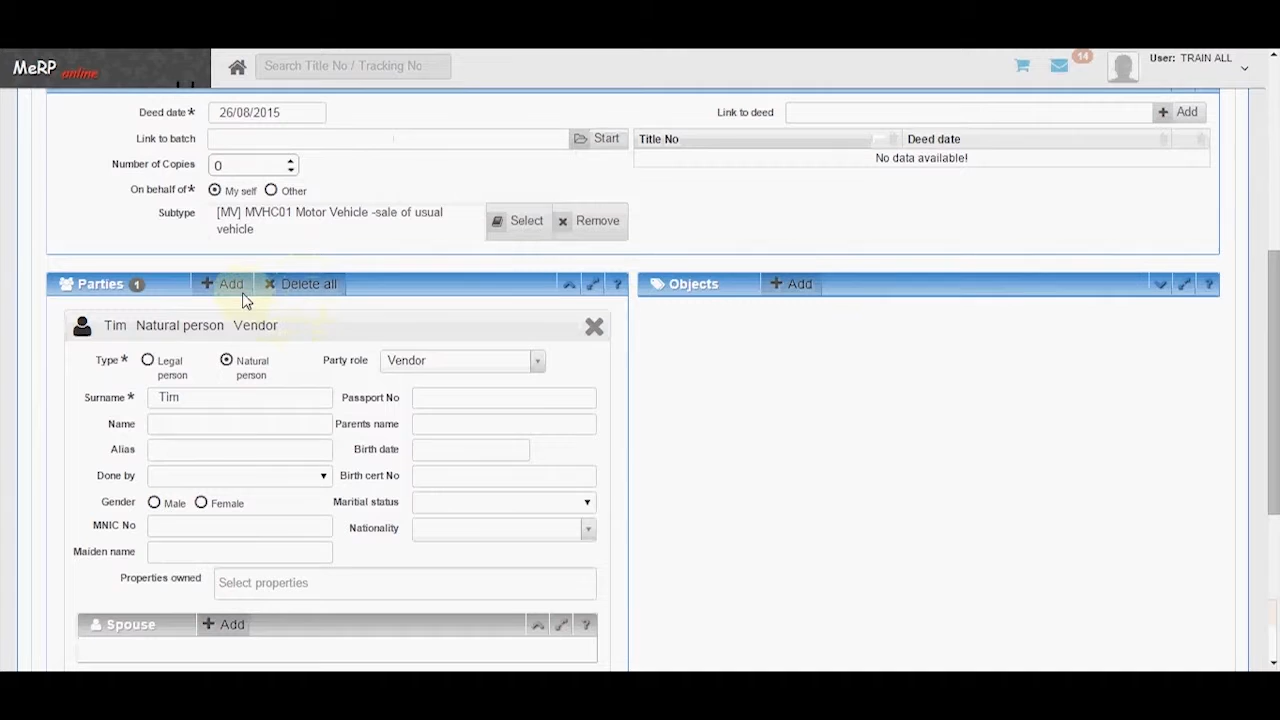 MeRP online
Search Title No / Tracking No
14
User: TRAIN ALL
Deed date* 26/08/2015
Link to deed
Add
Link to batch
Start
Title No Deed date
No data available!
Number of Copies 0
On behalf of* My self Other
Subtype [MV] MVHC01 Motor Vehicle -sale of usual
vehicle
Select Remove
Parties 1 Add Delete all
?
Objects Add
?
Tim Natural person Vendor
Type* Legal
person
Natural
person
Party role Vendor
Surname* Tim
Passport No
Name
Parents name
Alias
Birth date
Done by
Birth cert No
Gender Male Female
Maritial status
MNIC No
Nationality
Maiden name
Properties owned Select properties
Spouse Add
?